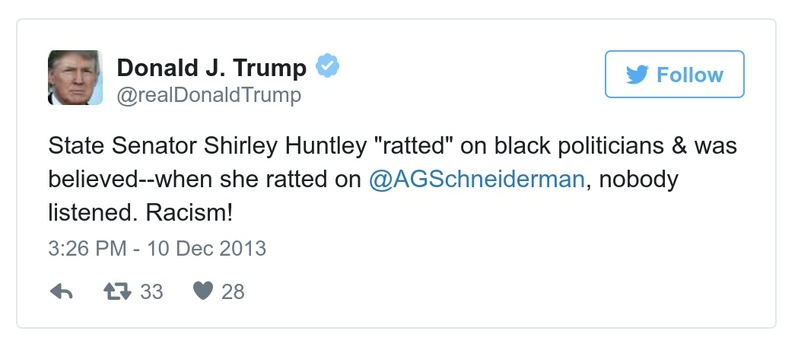 Donald J. Trump
@realDonaldTrump
Follow
State Senator Shirley Huntley "ratted" on black politicians & was
believed--when she ratted on @AGSchneiderman, nobody
listened. Racism!
3:26 PM - 10 Dec 2013
33 28